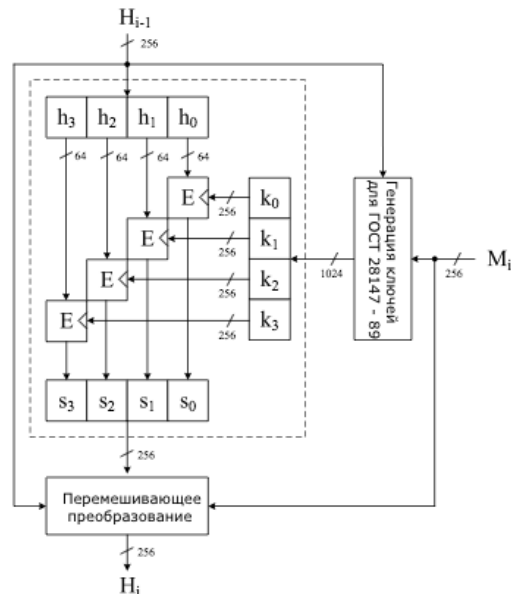 H i-1
256
h3 h2 h1 h0
64 64 64 64
E 256 k0
E 256 k1
E 256 k2
E 256 k3
1024
Генерация ключей
для ГОСТ 28147 - 89
256
Mi
s3 s2 s1 s0
256
Перемешивающее
преобразование
256
Hi